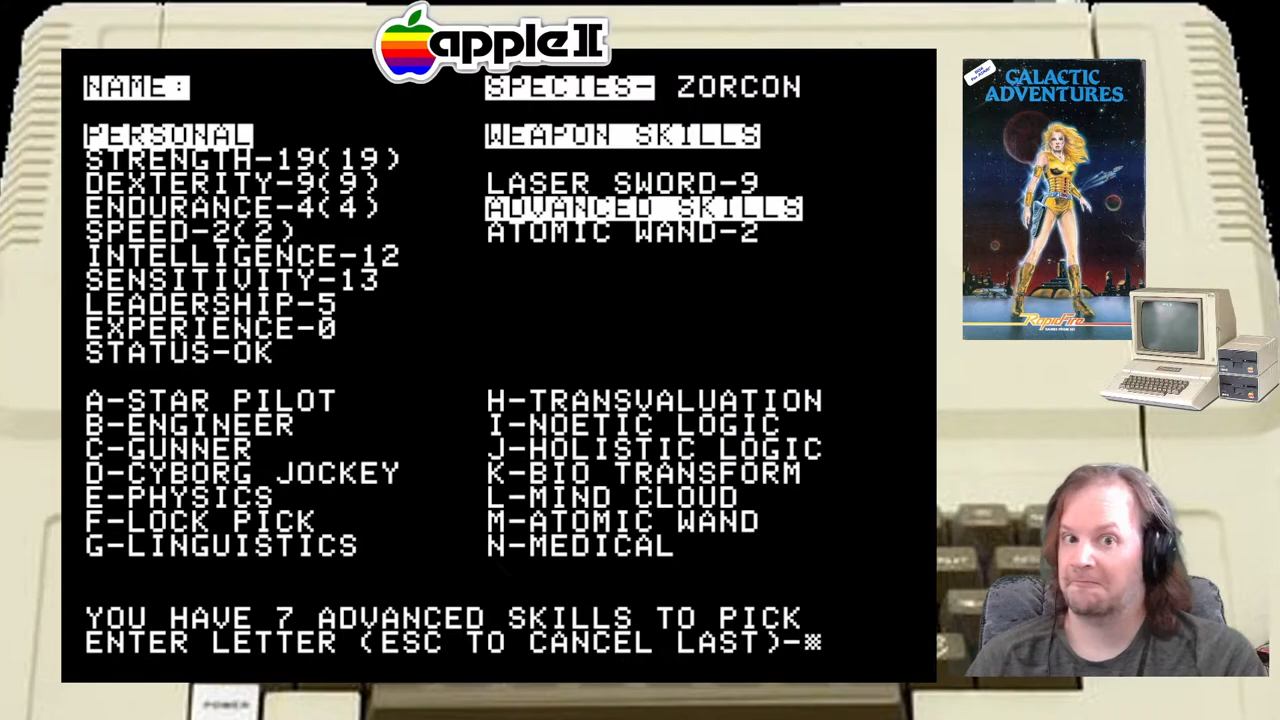 apple ][
NAME:
SPECIES- ZORCON
PERSONAL
STRENGTH-19(19)
DEXTERITY-9(9)
ENDURANCE-4(4)
SPEED-2(2)
INTELLIGENCE-12
SENSITIVITY-13
LEADERSHIP-5
EXPERIENCE-0
STATUS-OK
WEAPON SKILLS
LASER SWORD-9
ADVANCED SKILLS
ATOMIC WAND-2
A-STAR PILOT
B-ENGINEER
C-GUNNER
D-CYBORG JOCKEY
E-PHYSICS
F-LOCK PICK
G-LINGUISTICS
H-TRANSVALUATION
I-NOETIC LOGIC
J-HOLISTIC LOGIC
K-BIO TRANSFORM
L-MIND CLOUD
M-ATOMIC WAND
N-MEDICAL
YOU HAVE 7 ADVANCED SKILLS TO PICK
ENTER LETTER (ESC TO CANCEL LAST)-※
GALACTIC
ADVENTURES
RapidFire
POWER